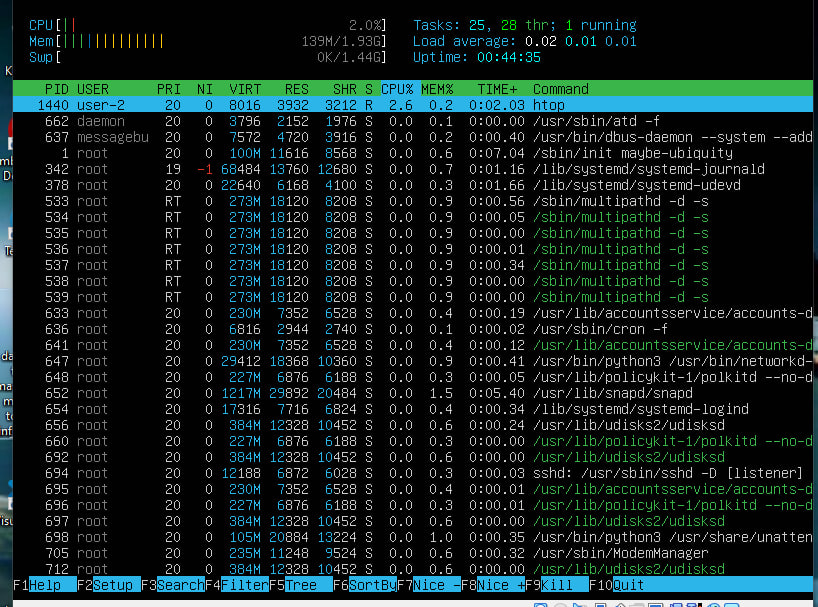 CPU[|| 2.0%] Tasks: 25, 28 thr; 1 running
Mem[||||||||||||| 139M/1.93G] Load average: 0.02 0.01 0.01
Swp[ 0K/1.44G] Uptime: 00:44:35
PID USER PRI NI VIRT RES SHR S CPU% MEM% TIME+ Command
1440 user-2 20 0 8016 3932 3212 R 2.6 0.2 0:02.03 htop
662 daemon 20 0 3796 2152 1976 S 0.0 0.1 0:00.00 /usr/sbin/atd -f
637 messagebu 20 0 7572 4720 3916 S 0.0 0.2 0:00.40 /usr/bin/dbus-daemon --system --add
1 root 20 0 100M 11616 8568 S 0.0 0.6 0:07.04 /sbin/init maybe-ubiquity
342 root 19 -1 68484 13760 12680 S 0.0 0.7 0:01.16 /lib/systemd/systemd-journald
378 root 20 0 22640 6168 4100 S 0.0 0.3 0:01.66 /lib/systemd/systemd-udevd
533 root RT 0 273M 18120 8208 S 0.0 0.9 0:00.56 /sbin/multipathd -d -s
534 root RT 0 273M 18120 8208 S 0.0 0.9 0:00.05 /sbin/multipathd -d -s
535 root RT 0 273M 18120 8208 S 0.0 0.9 0:00.00 /sbin/multipathd -d -s
536 root RT 0 273M 18120 8208 S 0.0 0.9 0:00.01 /sbin/multipathd -d -s
537 root RT 0 273M 18120 8208 S 0.0 0.9 0:00.34 /sbin/multipathd -d -s
538 root RT 0 273M 18120 8208 S 0.0 0.9 0:00.00 /sbin/multipathd -d -s
539 root RT 0 273M 18120 8208 S 0.0 0.9 0:00.00 /sbin/multipathd -d -s
633 root 20 0 230M 7352 6528 S 0.0 0.4 0:00.19 /usr/lib/accountsservice/accounts-d
636 root 20 0 6816 2944 2740 S 0.0 0.1 0:00.02 /usr/sbin/cron -f
641 root 20 0 230M 7352 6528 S 0.0 0.4 0:00.12 /usr/lib/accountsservice/accounts-d
647 root 20 0 29412 18368 10360 S 0.0 0.9 0:00.41 /usr/bin/python3 /usr/bin/networkd-
648 root 20 0 227M 6876 6188 S 0.0 0.3 0:00.05 /usr/lib/policykit-1/polkitd --no-d
652 root 20 0 1217M 29892 20484 S 0.0 1.5 0:05.40 /usr/lib/snapd/snapd
654 root 20 0 17316 7716 6824 S 0.0 0.4 0:00.34 /lib/systemd/systemd-logind
656 root 20 0 384M 12328 10452 S 0.0 0.6 0:00.24 /usr/lib/udisks2/udisksd
660 root 20 0 227M 6876 6188 S 0.0 0.3 0:00.00 /usr/lib/policykit-1/polkitd --no-d
692 root 20 0 384M 12328 10452 S 0.0 0.6 0:00.00 /usr/lib/udisks2/udisksd
694 root 20 0 12188 6872 6028 S 0.0 0.3 0:00.03 sshd: /usr/sbin/sshd -D [listener]
695 root 20 0 230M 7352 6528 S 0.0 0.4 0:00.01 /usr/lib/accountsservice/accounts-d
696 root 20 0 227M 6876 6188 S 0.0 0.3 0:00.01 /usr/lib/policykit-1/polkitd --no-d
697 root 20 0 384M 12328 10452 S 0.0 0.6 0:00.00 /usr/lib/udisks2/udisksd
698 root 20 0 105M 20884 13224 S 0.0 1.0 0:00.35 /usr/bin/python3 /usr/share/unatten
705 root 20 0 235M 11248 9524 S 0.0 0.6 0:00.32 /usr/sbin/ModemManager
712 root 20 0 384M 12328 10452 S 0.0 0.6 0:00.00 /usr/lib/udisks2/udisksd
F1Help F2Setup F3SearchF4FilterF5Tree F6SortByF7Nice -F8Nice +F9Kill F10Quit